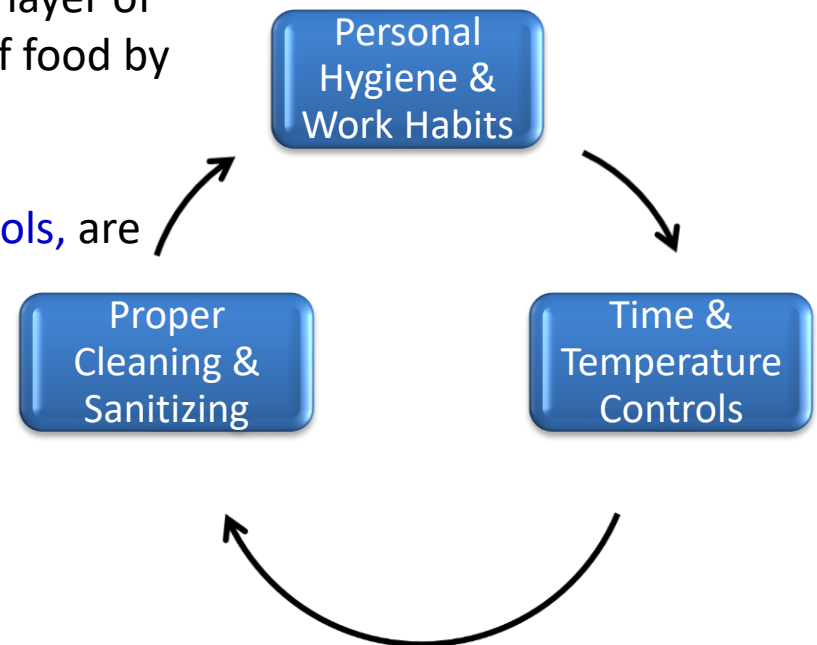 layer of
f food by
ols, are
Personal
Hygiene &
Work Habits
Time &
Temperature
Controls
Proper
Cleaning &
Sanitizing